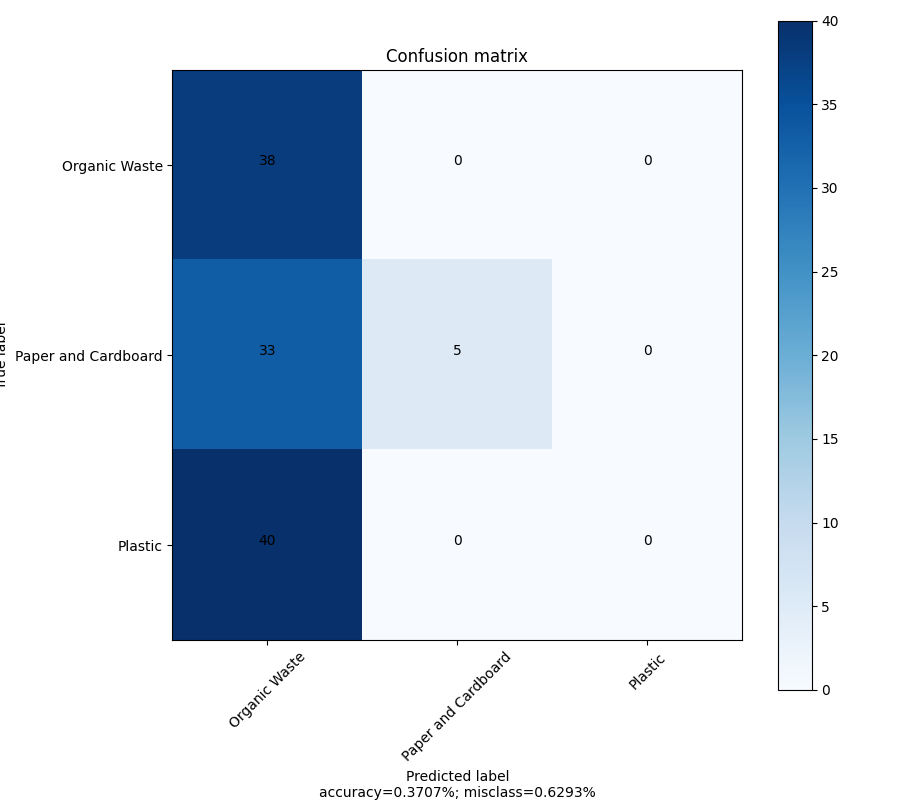 Confusion matrix
40
35
30
25
20
15
10
5
0
Organic Waste
38
0
0
Paper and Cardboard
33
5
0
Plastic
40
0
0
Organic Waste
Paper and Cardboard
Plastic
Predicted label
accuracy=0.3707%; misclass=0.6293%